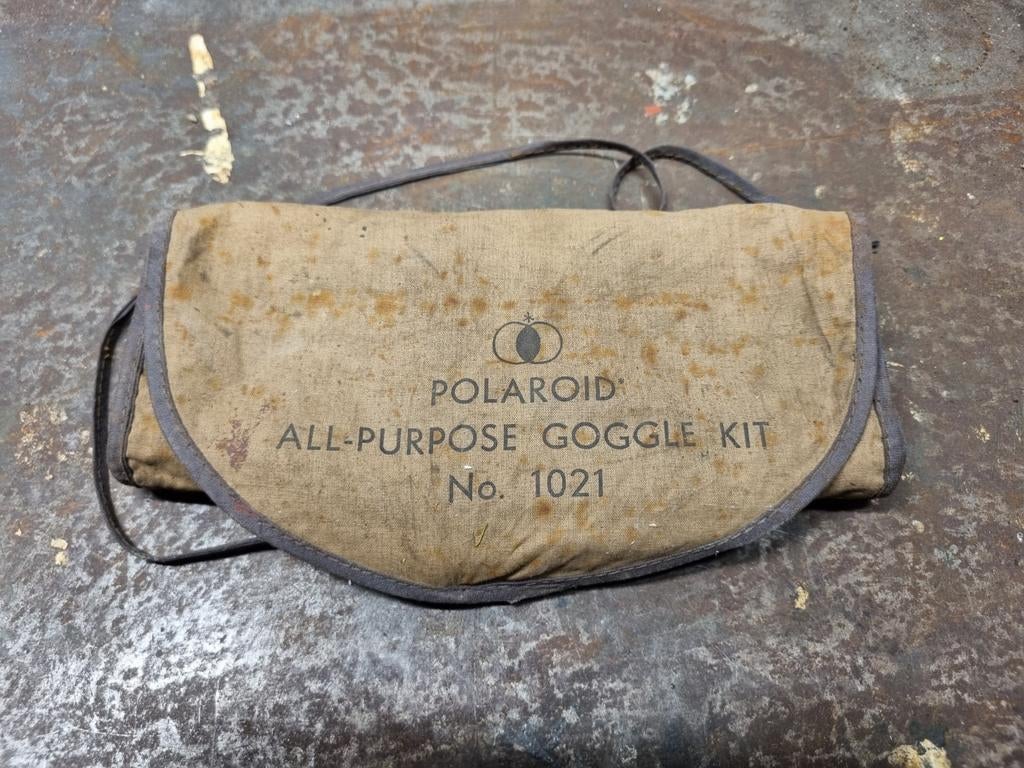 POLAROID*
ALL-PURPOSE GOGGLE KIT
No. 1021